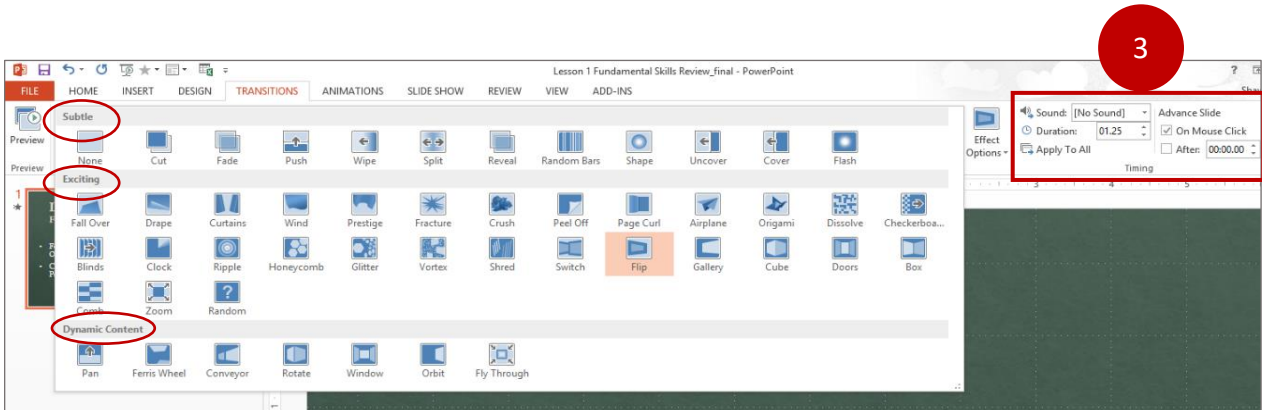 3
Lesson 1 Fundamental Skills Review_final - PowerPoint
?
FILE HOME INSERT DESIGN TRANSITIONS ANIMATIONS SLIDE SHOW REVIEW VIEW ADD-INS
Subtle
None Cut Fade Push Wipe Split Reveal Random Bars Shape Uncover Cover Flash
Exciting
Fall Over Drape Curtains Wind Prestige Fracture Crush Peel Off Page Curl Airplane Origami Dissolve Checkerboa...
Blinds Clock Ripple Honeycomb Glitter Vortex Shred Switch Flip Gallery Cube Doors Box
Comb Zoom Random
Dynamic Content
Pan Ferris Wheel Conveyor Rotate Window Orbit Fly Through
Preview
Preview
1
Effect
Options
Sound: [No Sound] Advance Slide
Duration: 01.25 On Mouse Click
Apply To All After: 00:00.00
Timing
3 4 5
1